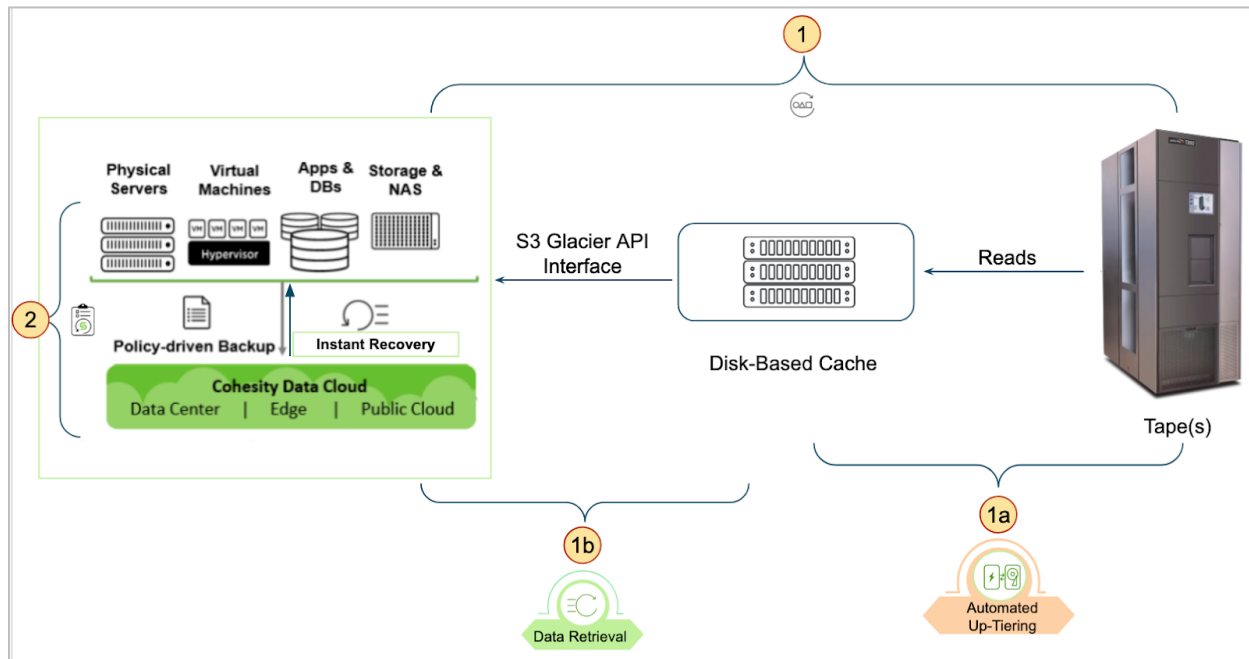 1
Physical
Servers
Virtual
Machines
Apps &
DBs
Storage &
NAS
VM VM VM VM
Hypervisor
S3 Glacier API
Interface
Reads
2
Policy-driven Backup
Instant Recovery
Disk-Based Cache
Cohesity Data Cloud
Data Center | Edge | Public Cloud
Tape(s)
1a
1b
Automated
Up-Tiering
Data Retrieval